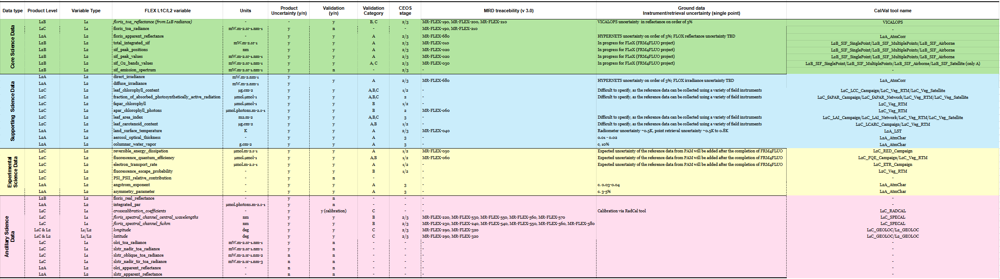 Data type Product Level Variable Type FLEX L1C/L2 variable Units Product Uncertainty (y/n) Validation (y/n) Validation Category CEOS stage MRD treacebility (v 3.0) Ground data Instrument/retrieval uncertainty (single point) Cal/Val tool name
Core Science Data
L1B L1 floris_toa_reflectance (from L1B radiance) - - y B, C 2/3 MR-FLEX-190, MR-FLEX-200, MR-FLEX-210 VICALOPS uncertainty in reflectance on order of 5% VICALOPS
L1C L1 floris_toa_radiance mW.m-2.sr-1.nm-1 y n - - MR-FLEX-190, MR-FLEX-210 -
L2A L2 floris_apparent_reflectance - y y A 2/3 MR-FLEX-680 HYPERNETS uncertainty on order of 3%; FLOX reflectance uncertainty TBD L2A_AtmCorr
L2B L2 total_integrated_sif mW.m-2.sr-1 y y A 2/3 MR-FLEX-010 In progress for FLoX (FRM4FLUO project) L2B_SIF_SinglePoint/L2B_SIF_MultiplePoints/L2B_SIF_Airborne
L2B L2 sif_peak_positions nm y y A 2/3 MR-FLEX-020 In progress for FLoX (FRM4FLUO project) L2B_SIF_SinglePoint/L2B_SIF_MultiplePoints/L2B_SIF_Airborne
L2B L2 sif_peak_values mW.m-2.sr-1.nm-1 y y A 2/3 MR-FLEX-020 In progress for FLoX (FRM4FLUO project) L2B_SIF_SinglePoint/L2B_SIF_MultiplePoints/LsB_SIF_Airborne
L2B L2 sif_O2_bands_values mW.m-2.sr-1.nm-1 y y A, C 2/3 MR-FLEX-030 In progress for FLoX (FRM4FLUO project) L2B_SIF_SinglePoint/L2B_SIF_MultiplePoints/L2B_SIF_Airborne/L2B_SIF_Satellite (only A)
L2B L2 sif_emission_spectrum mW.m-2.sr-1.nm-1 y n - 2/3 - -
Supporting Science Data
L2A L2 direct_irradiance mW.m-2.nm-1 y
y A 2/3 MR-FLEX-680 HYPERNETS uncertainty on order of 3%; FLOX irradiance uncertainty TBD L2A_AtmCorr
L2A L2 diffuse_irradiance mW.m-2.nm-1 y
L2C L2 leaf_chlorophyll_content µg.cm-2 y y A,B,C 1/2 - Difficult to specify, as the reference data can be collected using a variety of field instruments L2C_LCC_Campaign/L2C_Veg_RTM/L2C_Veg_Satellite
L2C L2 fraction_of_absorbed_photosynthetically_active_radiation µmol.µmol-1 y y A,B,C 2 - Difficult to specify, as the reference data can be collected using a variety of field instruments L2C_fAPAR_Campaign/L2C_fAPAR_Network/L2C_Veg_RTM/L2C_Veg_Satellite
L2C L2 fapar_chlorophyll µmol.µmol-1 y y B 1/2 - L2C_Veg_RTM
L2C L2 apar_chlorophyll_photons µmol.photons.m-2.s-1 y y B 2 MR-FLEX-060 L2C_Veg_RTM
L2C L2 leaf_area_index m2.m-2 y y A,B,C 3 - Difficult to specify, as the reference data can be collected using a variety of field instruments L2C_LAI_Campaign/L2C_LAI_Network/L2C_Veg_RTM/L2C_Veg_Satellite
L2C L2 leaf_carotenoid_content µg.cm-2 y y A,B 1/2 - Difficult to specify, as the reference data can be collected using a variety of field instruments L2C_LCARC_Campaign/L2C_Veg_RTM
L2A L2 land_surface_temperature K y y A 2/3 MR-FLEX-040 Radiometer uncertainty ~0.5K, point retrieval uncertainty ~0.5K to 0.8K L2A_LST
L2A L2 aerosol_optical_thickness - y y A 3 - 0.01 - 0.02 L2A_AtmChar
L2A L2 columnar_water_vapor g.cm-2 y y A 3 - c, 10% L2A_AtmChar
Experimental Science Data
L2C L2 reversible_energy_dissipation µmol.m-2.s-1 y y A 1/2 MR-FLEX-050 Expected uncertainty of the reference data from PAM will be added after the completion of FRM4FLUO L2C_RED_Campaign
L2C L2 fluorescence_quantum_efficiency µmol.µmol-1 y y A,B 1/2 MR-FLEX-060 Expected uncertainty of the reference data from PAM will be added after the completion of FRM4FLUO L2C_FQE_Campaign/L2C_Veg_RTM
L2C L2 electron_transport_rate µmol.m-2.s-1 y y A 1/2 - Expected uncertainty of the reference data from PAM will be added after the completion of FRM4FLUO L2C_ETR_Campaign
L2C L2 fluorescence_escape_probability - y y B 1/2 - L2C_Veg_RTM
L2C L2 PSI_PSII_relative_contribution - y n - - -
L2A L2 angstrom_exponent - y y A 3 - c. 0.03-0.04 L2A_AtmChar
L2A L2 asymmetry_parameter - y y A 3 - c. 3-5% L2A_AtmChar
Ancillary Science Data
L2B L2 floris_real_reflectance - y n - - - -
L2A L2 integrated_par µmol.photons.m-2.s-1 y n - - - -
L1C L1 crosscalibration_coefficients - y y (calibration) C - - Calibration via RadCal tool L1C_RADCAL
L1C L1 floris_spectral_channel_central_wavelengths nm y y B 2/3 MR-FLEX-220, MR-FLEX-530, MR-FLEX-550, MR-FLEX-560, MR-FLEX-570 L1C_SPECAL
L1C L1 floris_spectral_channel_fwhm nm y y B 2/3 MR-FLEX-230, MR-FLEX-240, MR-FLEX-540, MR-FLEX-550, MR-FLEX-560, MR-FLEX-580 L1C_SPECAL
L1C & L2 L1/L2 longitude deg y y C 2/3 MR-FLEX-290, MR-FLEX-320 L1C_GEOLOC/L2_GEOLOC
L1C & L2 L1/L2 latitude deg y y C 2/3 MR-FLEX-290, MR-FLEX-320 L1C_GEOLOC/L2_GEOLOC
L1C L1 olci_toa_radiance mW.m-2.sr-1.nm-1 y n - - - -
L1C L1 slstr_nadir_toa_radiance mW.m-2.sr-1.nm-1 y n - - - -
L1C L1 slstr_oblique_toa_radiance mW.m-2.sr-1.nm-2 n n - - - -
L1C L1 slstr_nadir_tir_toa_radiance mW.m-2.sr-1.nm-3 n n - - - -
L2A L2 olci_apparent_reflectance - n n - - - -
L2A L2 slstr_apparent_reflectance - n n - - - -